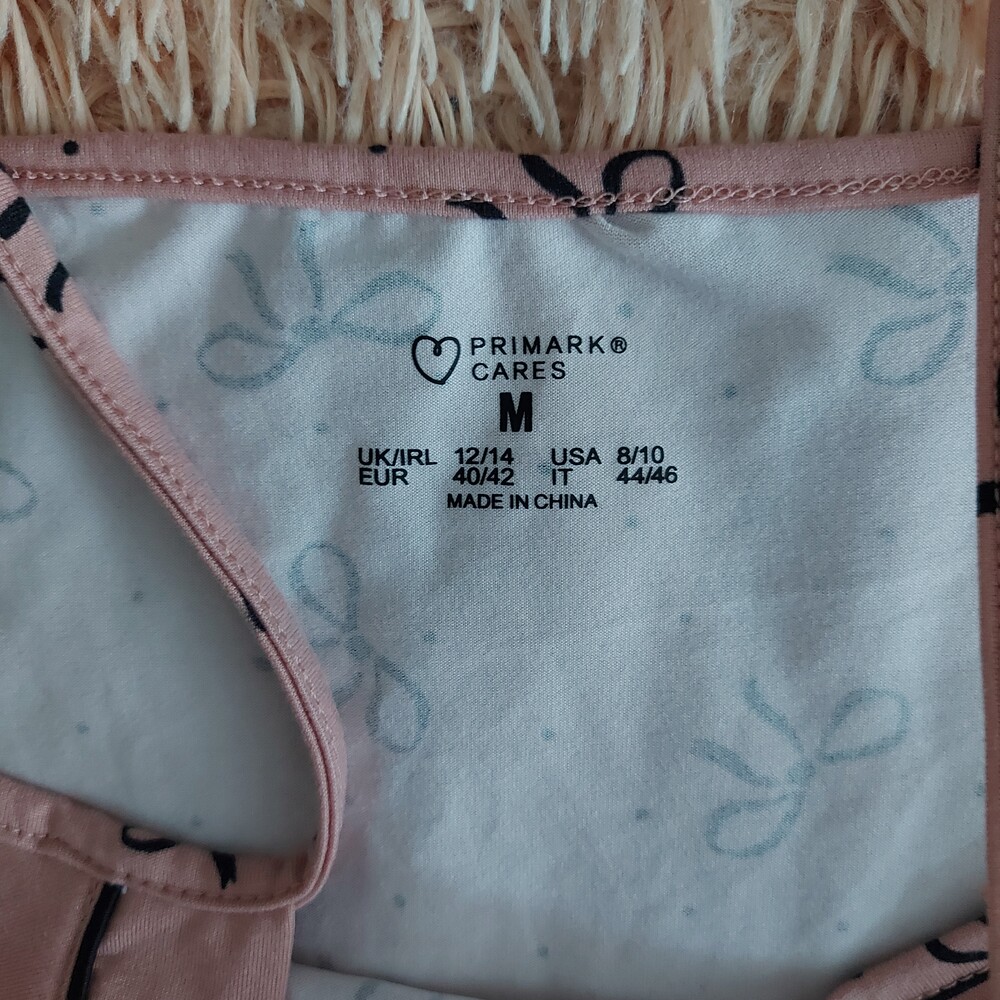 PRIMARK®
CARES
M
UK/IRL 12/14 USA 8/10
EUR 40/42 IT 44/46
MADE IN CHINA